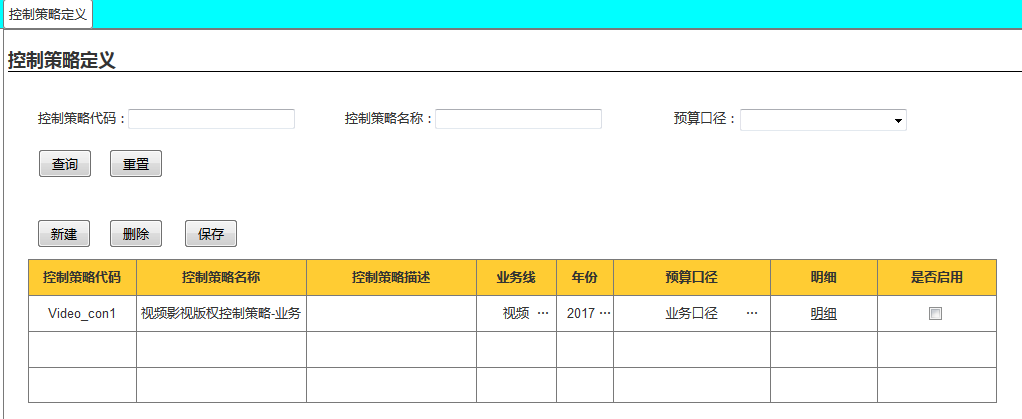 控制策略定义
控制策略定义
控制策略代码： 控制策略名称： 预算口径：
查询 重置
新建 删除 保存
控制策略代码 控制策略名称 控制策略描述 业务线 年份 预算口径 明细 是否启用
Video_con1 视频影视版权控制策略-业务 视频 … 2017 … 业务口径 … 明细